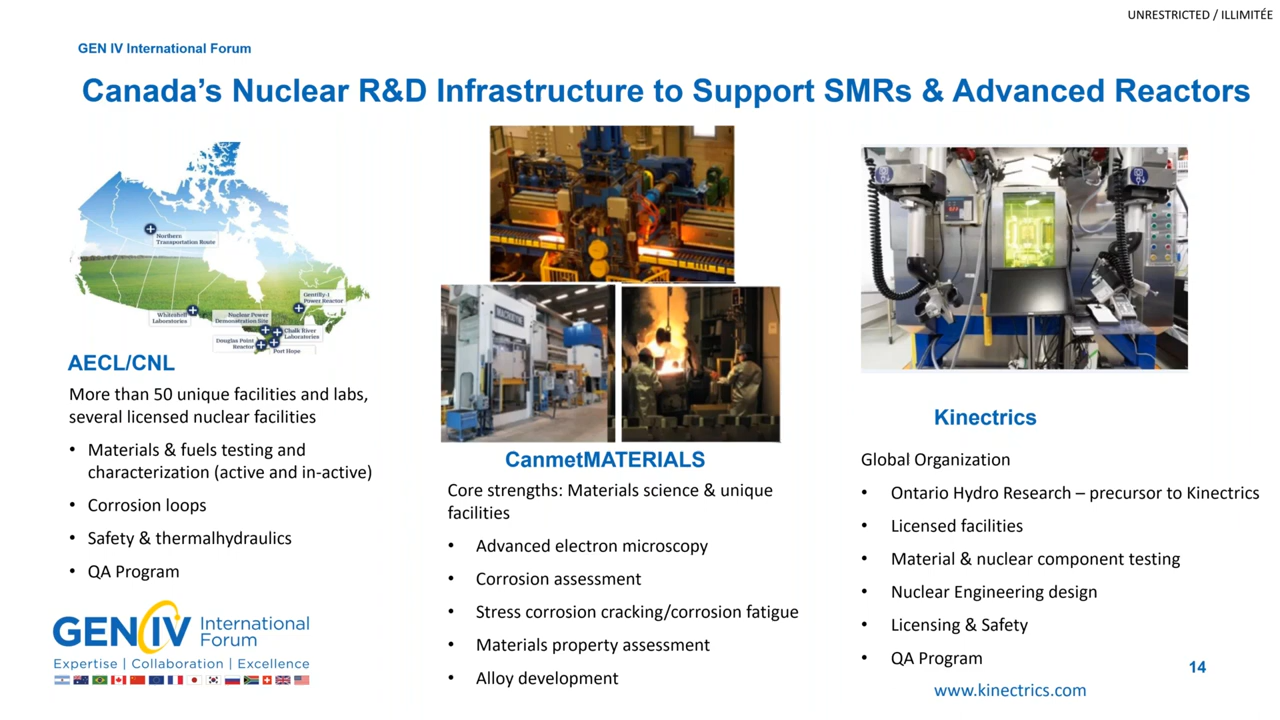 UNRESTRICTED / ILLIMITÉE
GEN IV International Forum
Canada's Nuclear R&D Infrastructure to Support SMRs & Advanced Reactors
Northern
Transportation Route
Gentilly-1
Power Reactor
Whiteshell
Laboratories
Nuclear Power
Demonstration Site
Chalk River
Laboratories
Douglas Point
Reactor
Port Hope
AECL/CNL
More than 50 unique facilities and labs,
several licensed nuclear facilities
• Materials & fuels testing and
characterization (active and in-active)
• Corrosion loops
• Safety & thermalhydraulics
• QA Program
GENIV International
Forum
Expertise | Collaboration | Excellence
MACRODYNE
CanmetMATERIALS
Core strengths: Materials science & unique
facilities
• Advanced electron microscopy
• Corrosion assessment
• Stress corrosion cracking/corrosion fatigue
• Materials property assessment
• Alloy development
Kinectrics
Global Organization
• Ontario Hydro Research – precursor to Kinectrics
• Licensed facilities
• Material & nuclear component testing
• Nuclear Engineering design
• Licensing & Safety
• QA Program
www.kinectrics.com
14